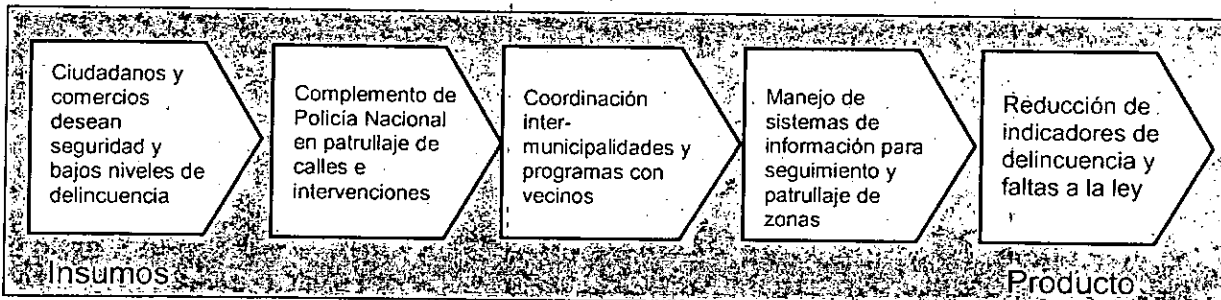 Ciudadanos y
comercios
desean
seguridad y
bajos niveles de
delincuencia
Complemento de
Policía Nacional
en patrullaje de
calles e
intervenciones
Coordinación
inter-
municipalidades y
programas con
vecinos
Manejo de
sistemas de
información para
seguimiento y
patrullaje de
zonas
Reducción de
indicadores de
delincuencia y
faltas a la ley
Insumos
Producto